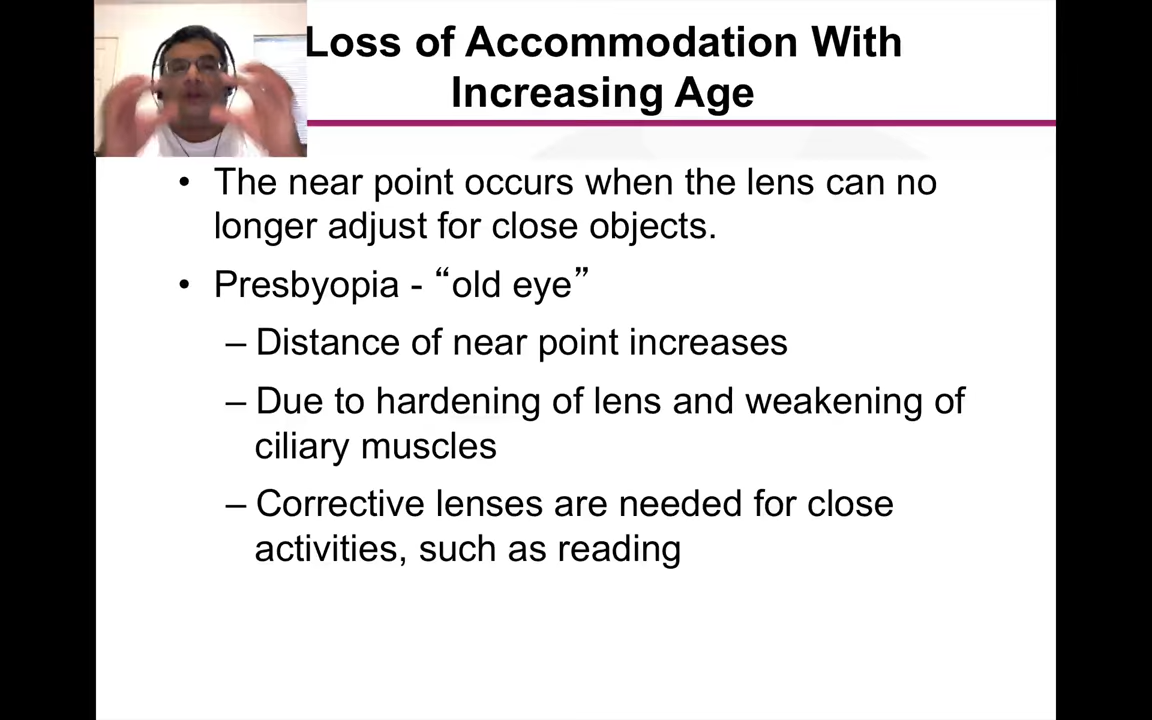 Loss of Accommodation With
Increasing Age
• The near point occurs when the lens can no
longer adjust for close objects.
• Presbyopia - “old eye”
– Distance of near point increases
– Due to hardening of lens and weakening of
ciliary muscles
– Corrective lenses are needed for close
activities, such as reading